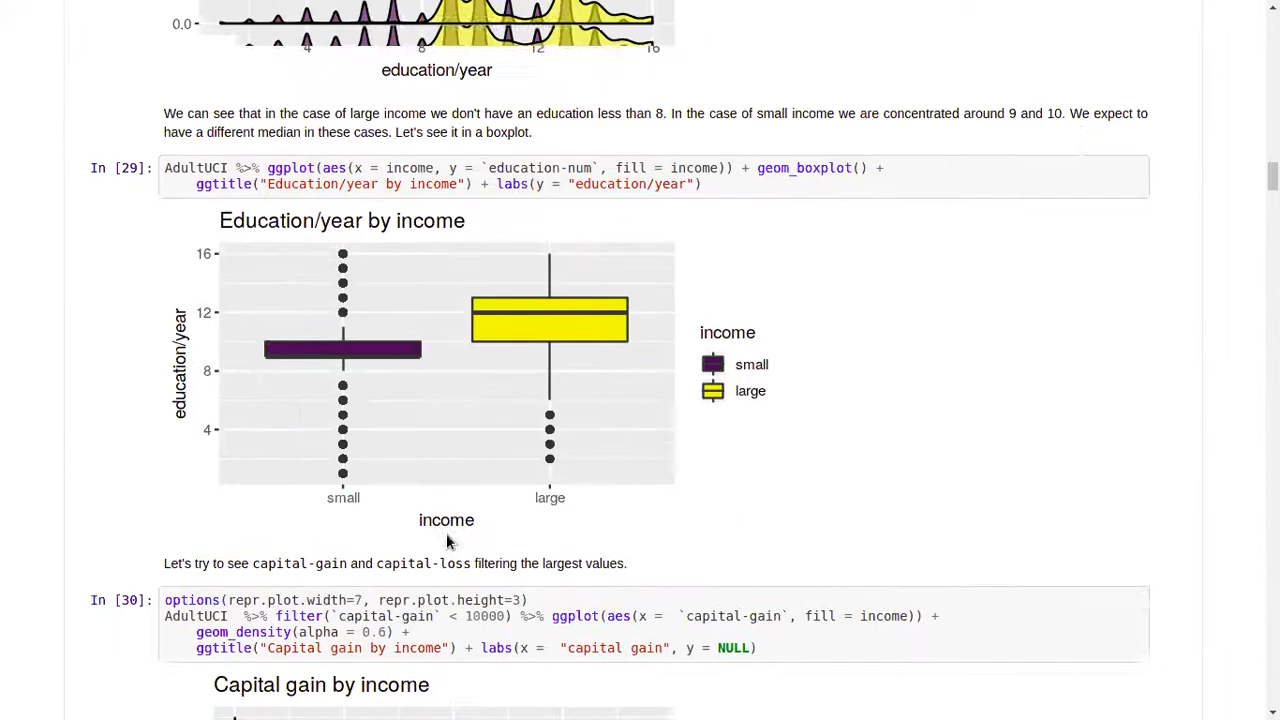 0.0
4 8 12 16
education/year
We can see that in the case of large income we don't have an education less than 8. In the case of small income we are concentrated around 9 and 10. We expect to
have a different median in these cases. Let's see it in a boxplot.
In [29]: AdultUCI %>% ggplot(aes(x = income, y = `education-num`, fill = income)) + geom_boxplot() +
ggtitle("Education/year by income") + labs(y = "education/year")
Education/year by income
16
12
8
4
education/year
small large
income
income
small
large
Let's try to see capital-gain and capital-loss filtering the largest values.
In [30]: options(repr.plot.width=7, repr.plot.height=3)
AdultUCI %>% filter(`capital-gain` < 10000) %>% ggplot(aes(x = `capital-gain`, fill = income)) +
geom_density(alpha = 0.6) +
ggtitle("Capital gain by income") + labs(x = "capital gain", y = NULL)
Capital gain by income